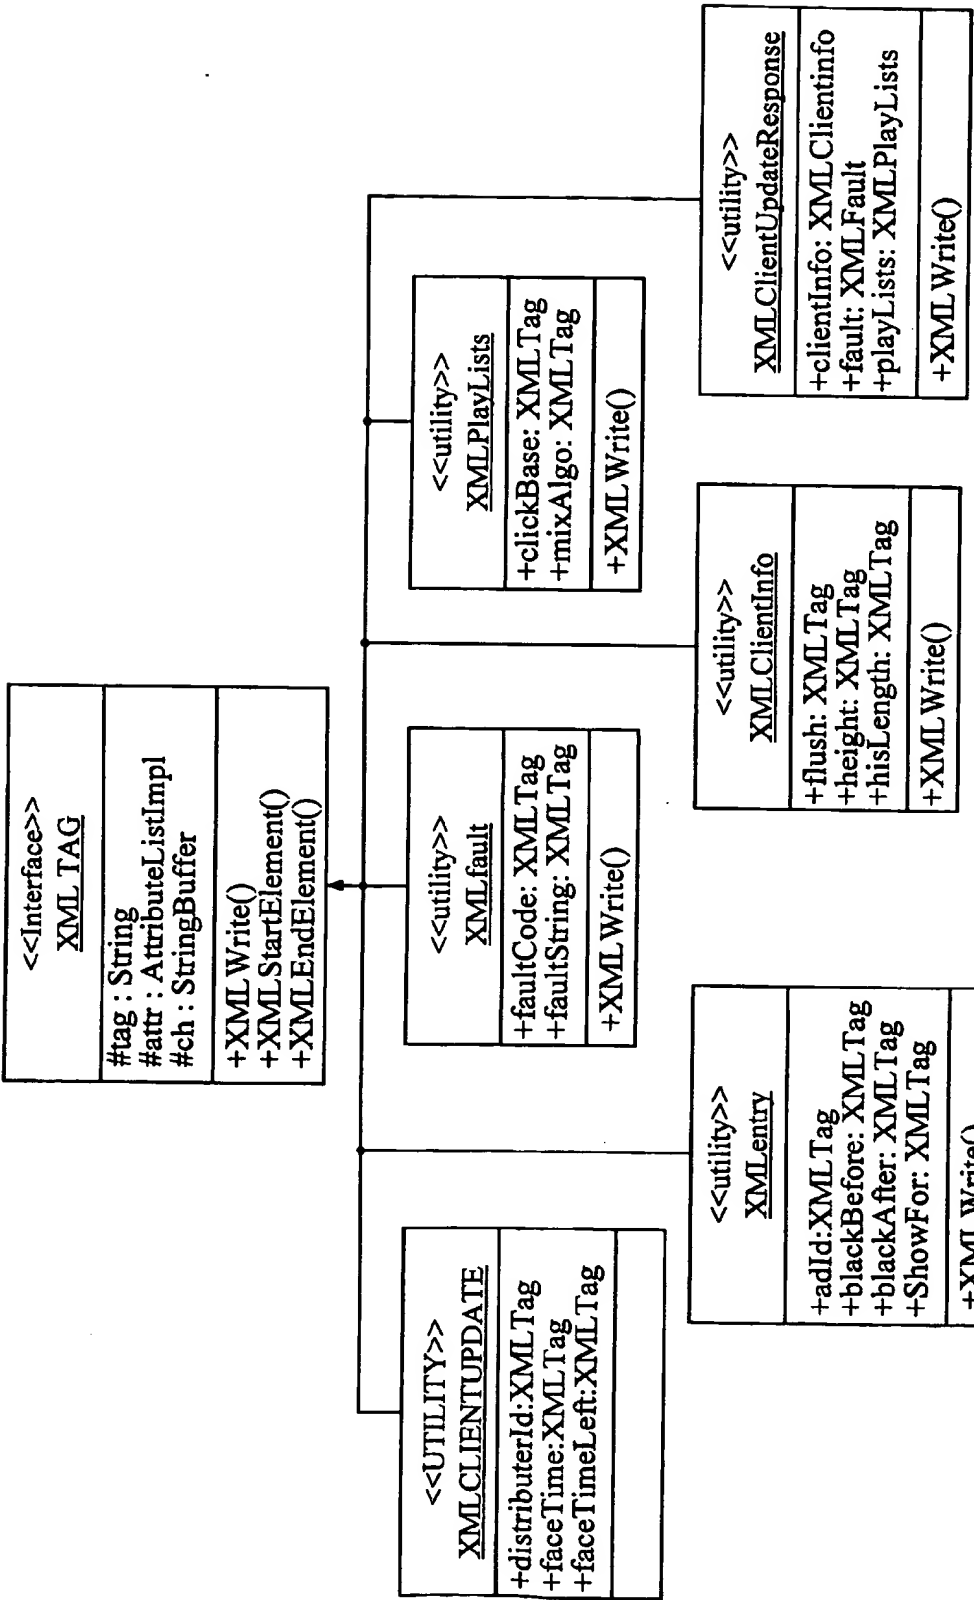 <<Interface>>
XML TAG
#tag : String
#attr : AttributeListImpl
#ch : StringBuffer
+XMLWrite()
+XMLStartElement()
+XMLEndElement()
<<UTILITY>>
XMLCLIENTUPDATE
+distributerId:XMLTag
+faceTime:XMLTag
+faceTimeLeft:XMLTag
<<utility>>
XMLfault
+faultCode: XMLTag
+faultString: XMLTag
+XMLWrite()
<<utility>>
XMLPlayLists
+clickBase: XMLTag
+mixAlgo: XMLTag
+XMLWrite()
<<utility>>
XMLentry
+adId:XMLTag
+blackBefore: XMLTag
+blackAfter: XMLTag
+ShowFor: XMLTag
+XMLWrite()
<<utility>>
XMLClientInfo
+flush: XMLTag
+height: XMLTag
+hisLength: XMLTag
+XMLWrite()
<<utility>>
XMLClientUpdateResponse
+clientInfo: XMLClientinfo
+fault: XMLFault
+playLists: XMLPlayLists
+XMLWrite()